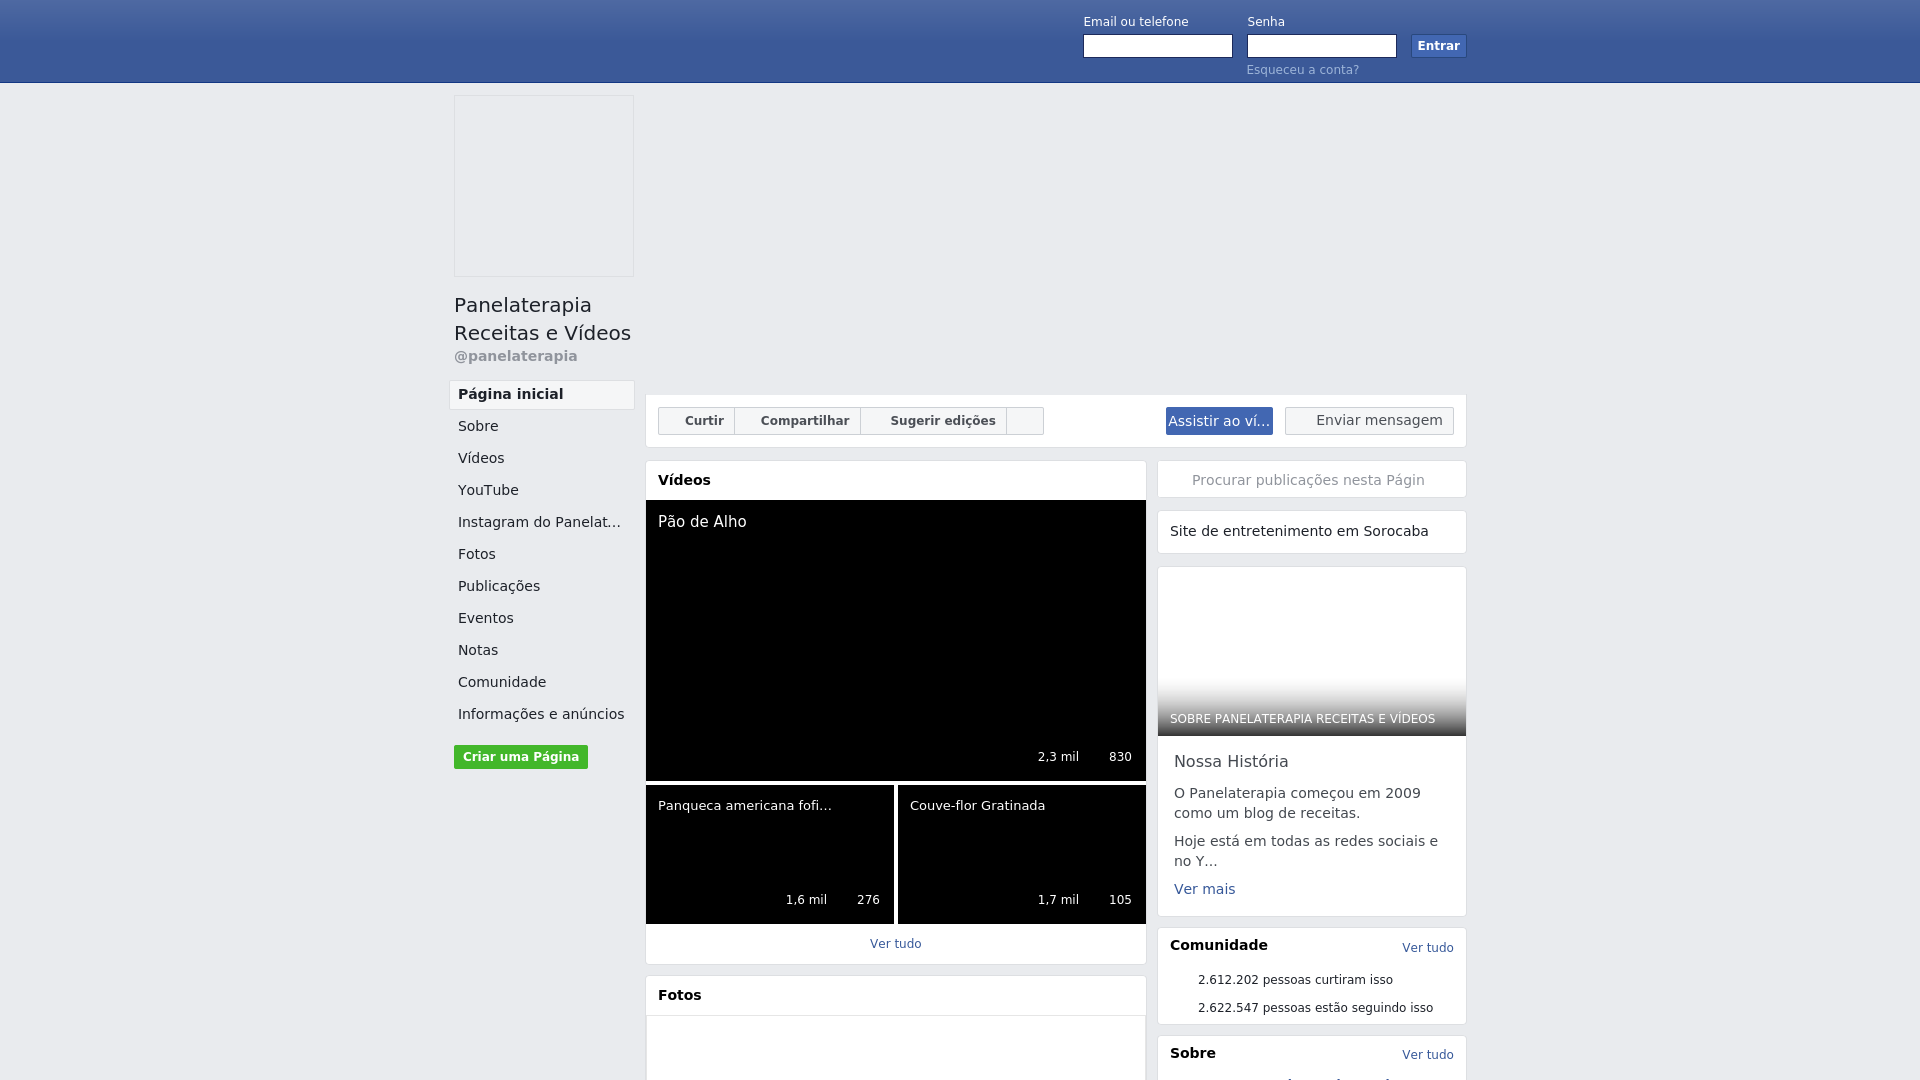 Email ou telefone
Senha
Entrar
Esqueceu a conta?
Panelaterapia
Receitas e Vídeos
@panelaterapia
Página inicial
Sobre
Vídeos
YouTube
Instagram do Panelat...
Fotos
Publicações
Eventos
Notas
Comunidade
Informações e anúncios
Criar uma Página
Curtir
Compartilhar
Sugerir edições
Assistir ao ví...
Enviar mensagem
Vídeos
Pão de Alho
2,3 mil
830
Panqueca americana fofi...
1,6 mil
276
Couve-flor Gratinada
1,7 mil
105
Ver tudo
Fotos
Procurar publicações nesta Págin
Site de entretenimento em Sorocaba
SOBRE PANELATERAPIA RECEITAS E VÍDEOS
Nossa História
O Panelaterapia começou em 2009
como um blog de receitas.
Hoje está em todas as redes sociais e
no Y...
Ver mais
Comunidade
Ver tudo
2.612.202 pessoas curtiram isso
2.622.547 pessoas estão seguindo isso
Sobre
Ver tudo